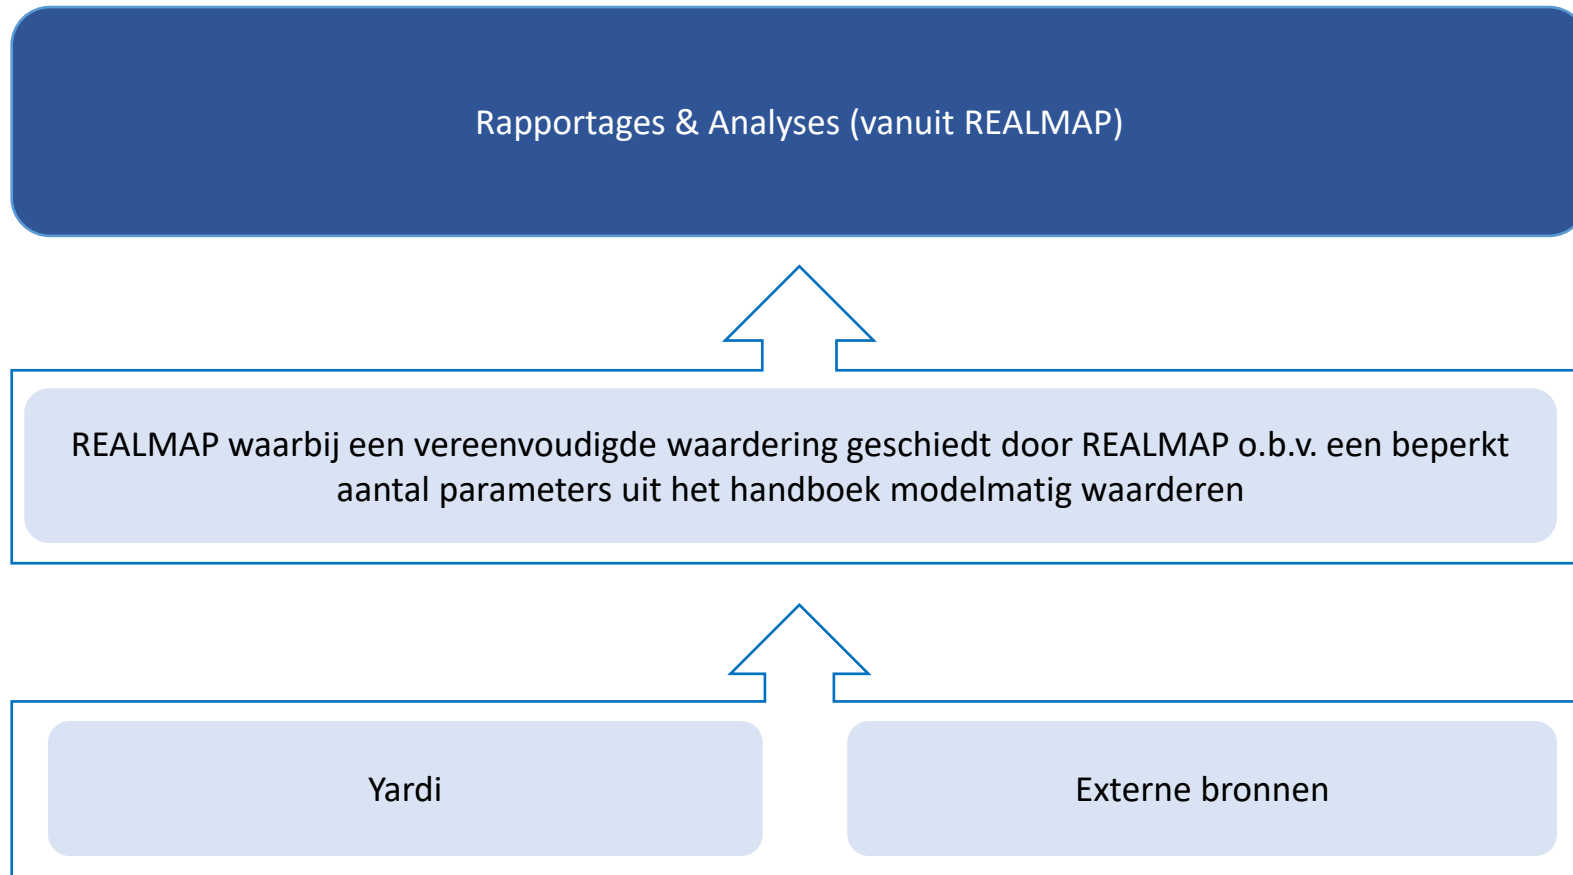 Rapportages & Analyses (vanuit REALMAP)
REALMAP waarbij een vereenvoudigde waardering geschiedt door REALMAP o.b.v. een beperkt
aantal parameters uit het handboek modelmatig waarderen
Yardi
Externe bronnen